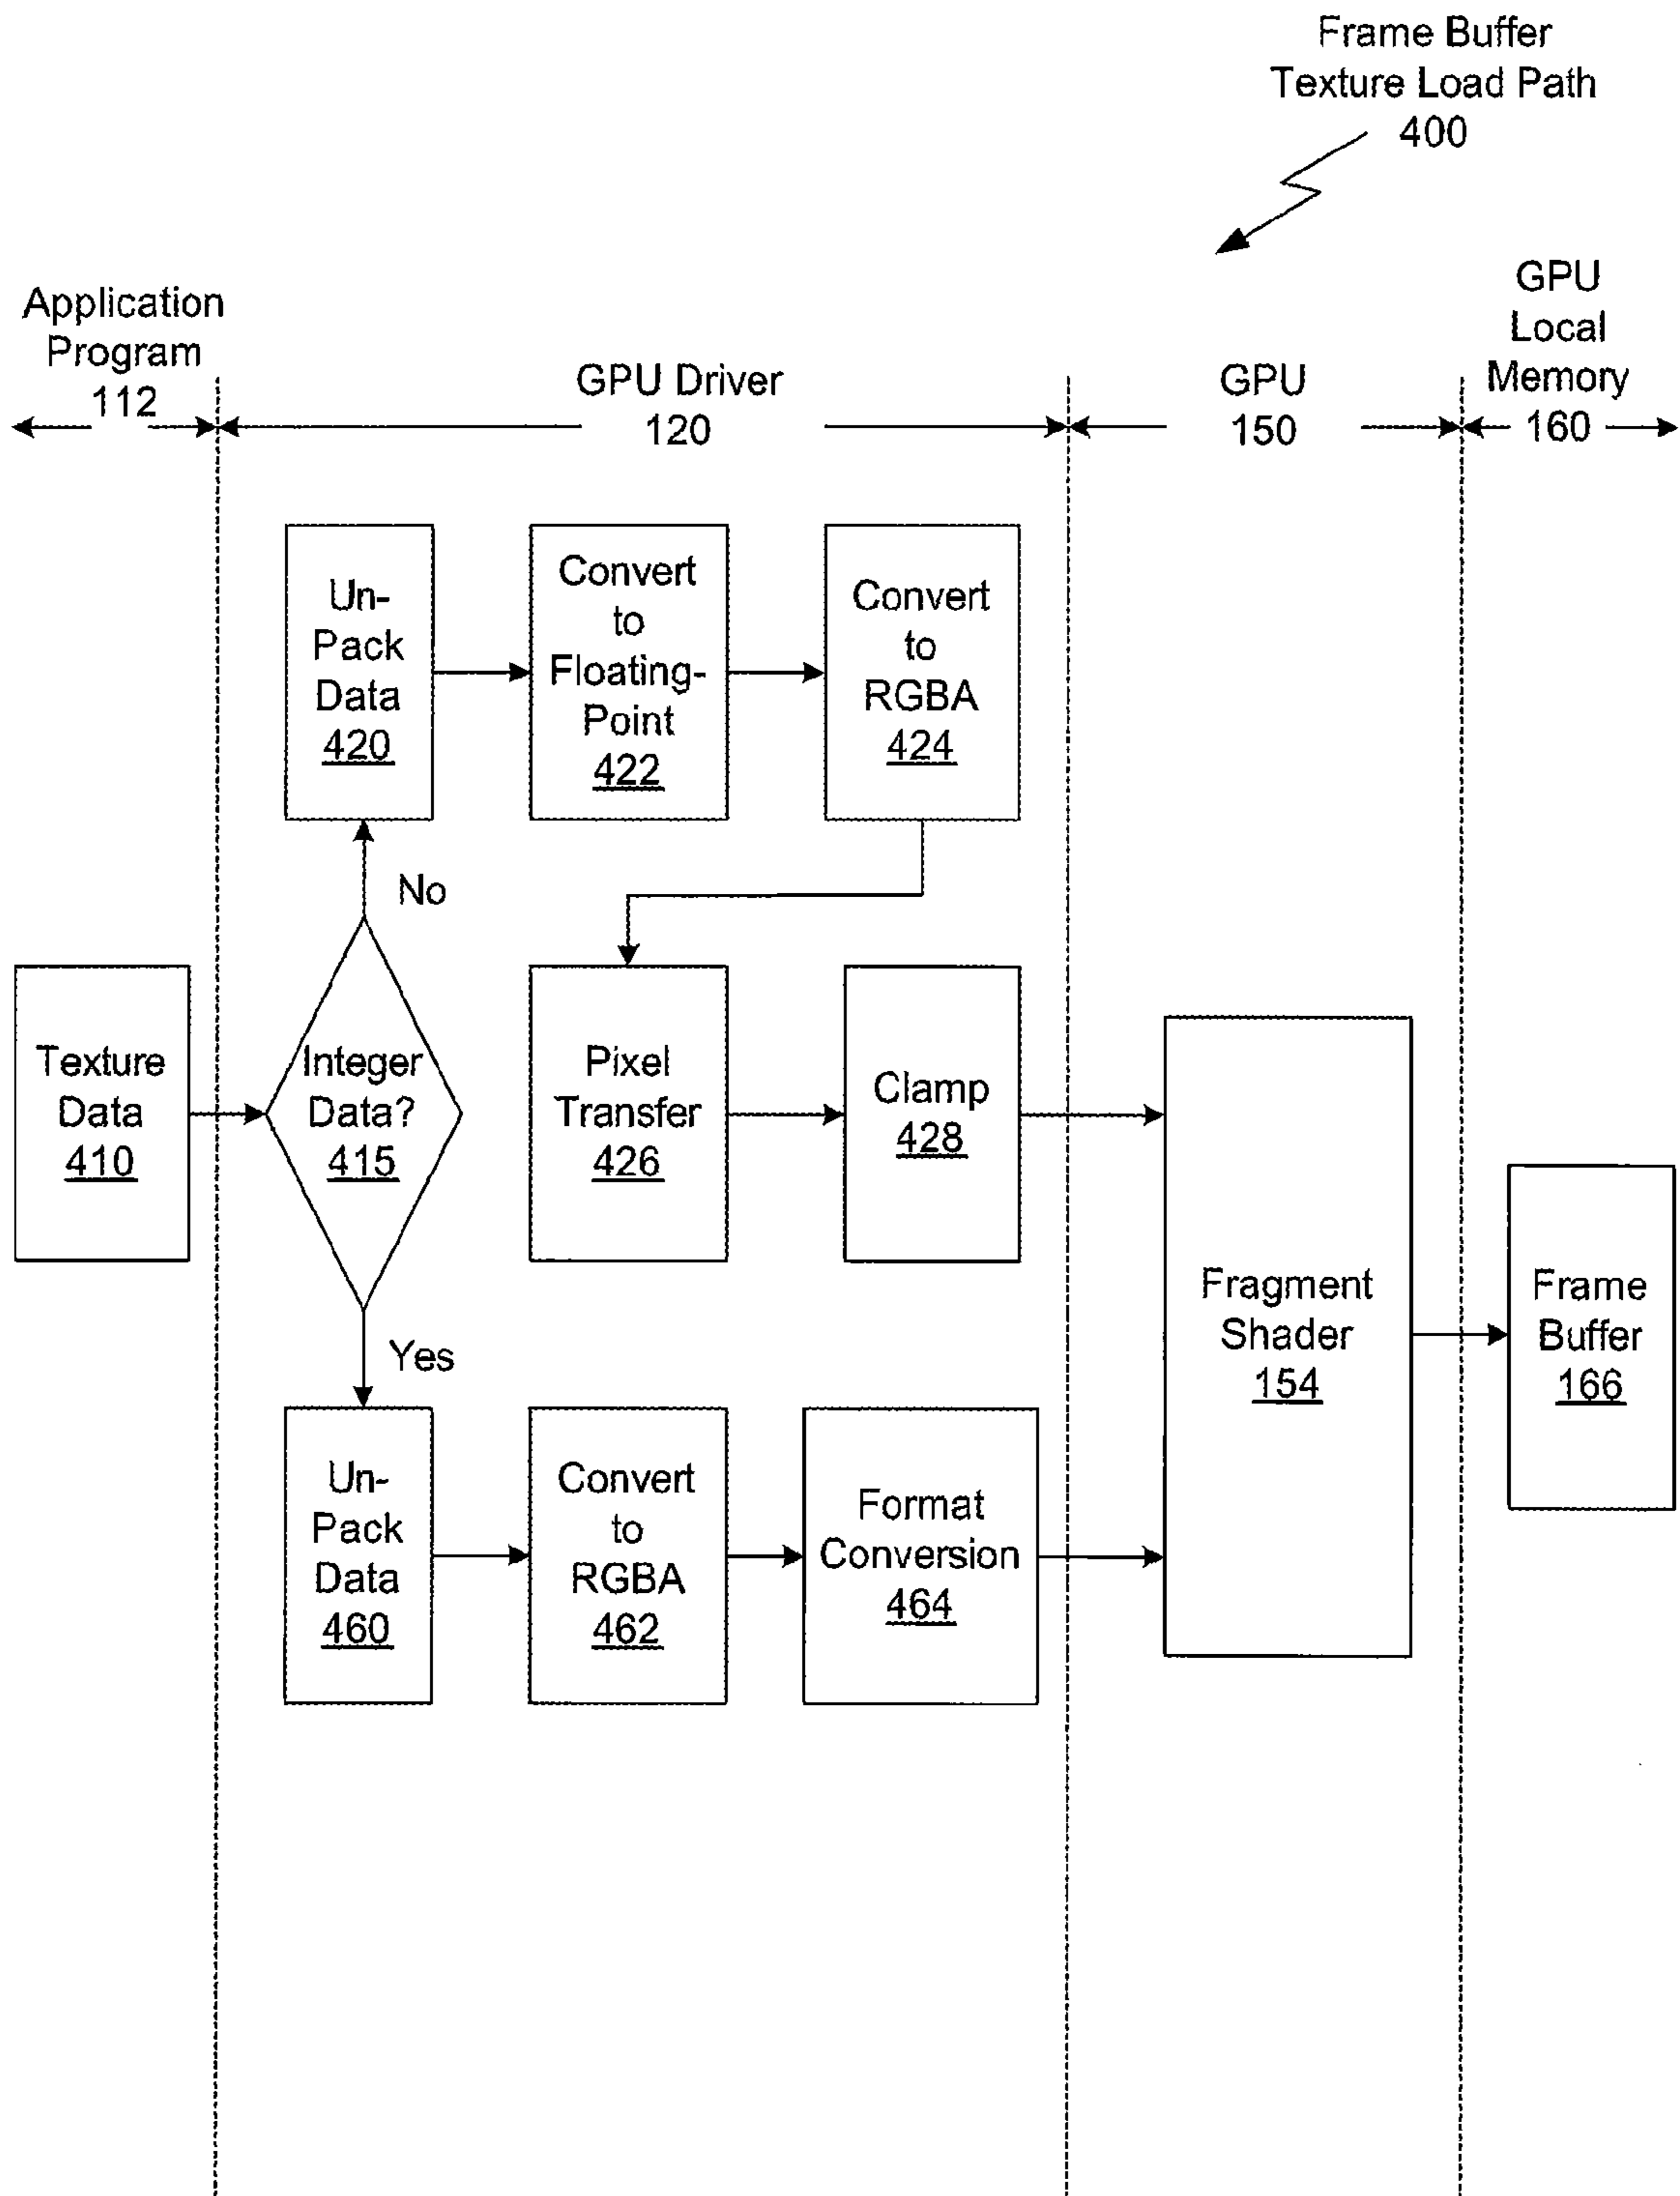 Frame Buffer
Texture Load Path
400
Application
Program
112
GPU Driver
120
GPU
150
GPU
Local
Memory
160
Un-
Pack
Data
420
Convert
to
Floating-
Point
422
Convert
to
RGBA
424
No
Texture
Data
410
Integer
Data?
415
Pixel
Transfer
426
Clamp
428
Fragment
Shader
154
Frame
Buffer
166
Yes
Un-
Pack
Data
460
Convert
to
RGBA
462
Format
Conversion
464